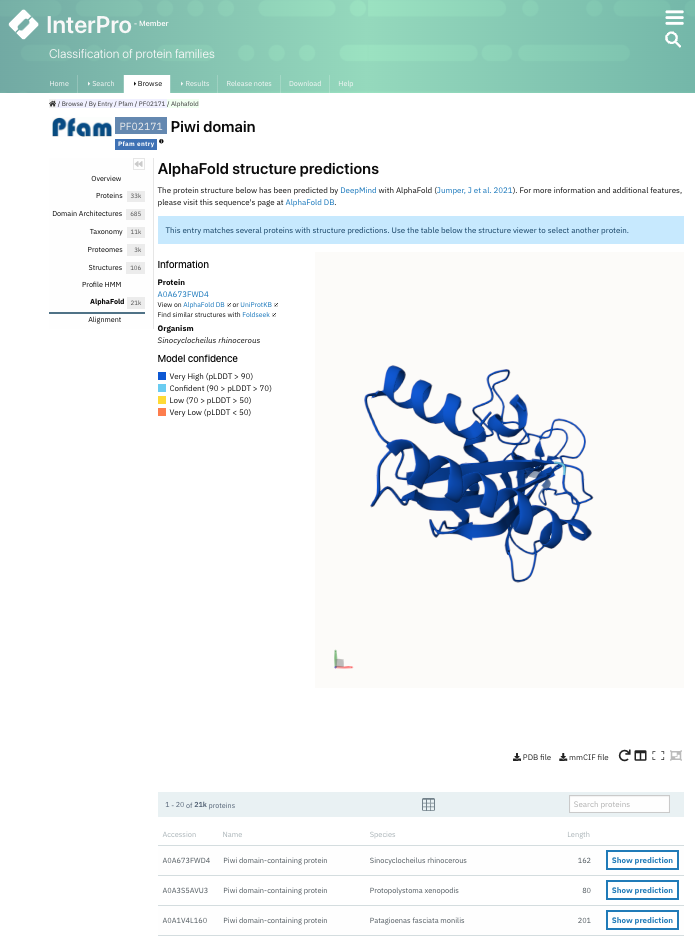 InterPro - Member
Classification of protein families
Home
Search
Browse
Results
Release notes
Download
Help
/ Browse / By Entry / Pfam / PF02171 / Alphafold
Pfam PF02171 Piwi domain
Pfam entry
Overview
Proteins 33k
Domain Architectures 685
Taxonomy 11k
Proteomes 3k
Structures 106
Profile HMM
AlphaFold 21k
Alignment
AlphaFold structure predictions
The protein structure below has been predicted by DeepMind with AlphaFold (Jumper, J et al. 2021). For more information and additional features,
please visit this sequence's page at AlphaFold DB.
This entry matches several proteins with structure predictions. Use the table below the structure viewer to select another protein.
Information
Protein
A0A673FWD4
View on AlphaFold DB or UniProtKB
Find similar structures with Foldseek
Organism
Sinocyclocheilus rhinocerous
Model confidence
Very High (pLDDT > 90)
Confident (90 > pLDDT > 70)
Low (70 > pLDDT > 50)
Very Low (pLDDT < 50)
PDB file
mmCIF file
1 - 20 of 21k proteins
Search proteins
Accession Name Species Length
A0A673FWD4 Piwi domain-containing protein Sinocyclocheilus rhinocerous 162 Show prediction
A0A3S5AVU3 Piwi domain-containing protein Protopolystoma xenopodis 80 Show prediction
A0A1V4L160 Piwi domain-containing protein Patagioenas fasciata monilis 201 Show prediction